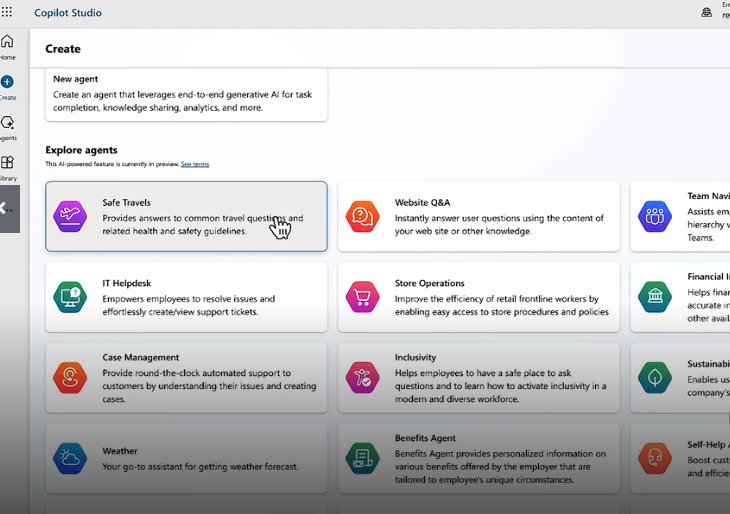 Copilot Studio
En
re
Create
Home
Create
Agents
Library
New agent
Create an agent that leverages end-to-end generative AI for task
completion, knowledge sharing, analytics, and more.
Explore agents
This AI-powered feature is currently in preview. See terms
Safe Travels
Provides answers to common travel questions and
related health and safety guidelines.
Website Q&A
Instantly answer user questions using the content of
your web site or other knowledge.
Team Navi
Assists emp
hierarchy w
Teams.
IT Helpdesk
Empowers employees to resolve issues and
effortlessly create/view support tickets.
Store Operations
Improve the efficiency of retail frontline workers by
enabling easy access to store procedures and policies
Financial I
Helps finan
accurate in
other avail
Case Management
Provide round-the-clock automated support to
customers by understanding their issues and creating
cases.
Inclusivity
Helps employees to have a safe place to ask
questions and to learn how to activate inclusivity in a
modern and diverse workforce.
Sustainabi
Enables us
company's
Weather
Your go-to assistant for getting weather forecast.
Benefits Agent
Benefits Agent provides personalized information on
various benefits offered by the employer that are
tailored to employee's unique circumstances.
Self-Help A
Boost cust
and efficie